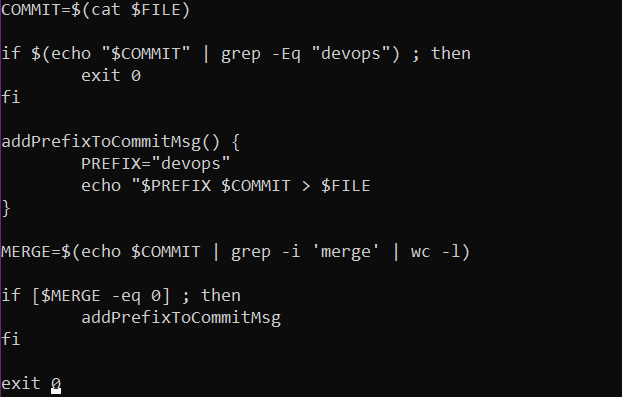 COMMIT=$(cat $FILE)
if $(echo "$COMMIT" | grep -Eq "devops") ; then
exit 0
fi
addPrefixToCommitMsg() {
PREFIX="devops"
echo "$PREFIX $COMMIT > $FILE
}
MERGE=$(echo $COMMIT | grep -i 'merge' | wc -l)
if [$MERGE -eq 0] ; then
addPrefixToCommitMsg
fi
exit 0